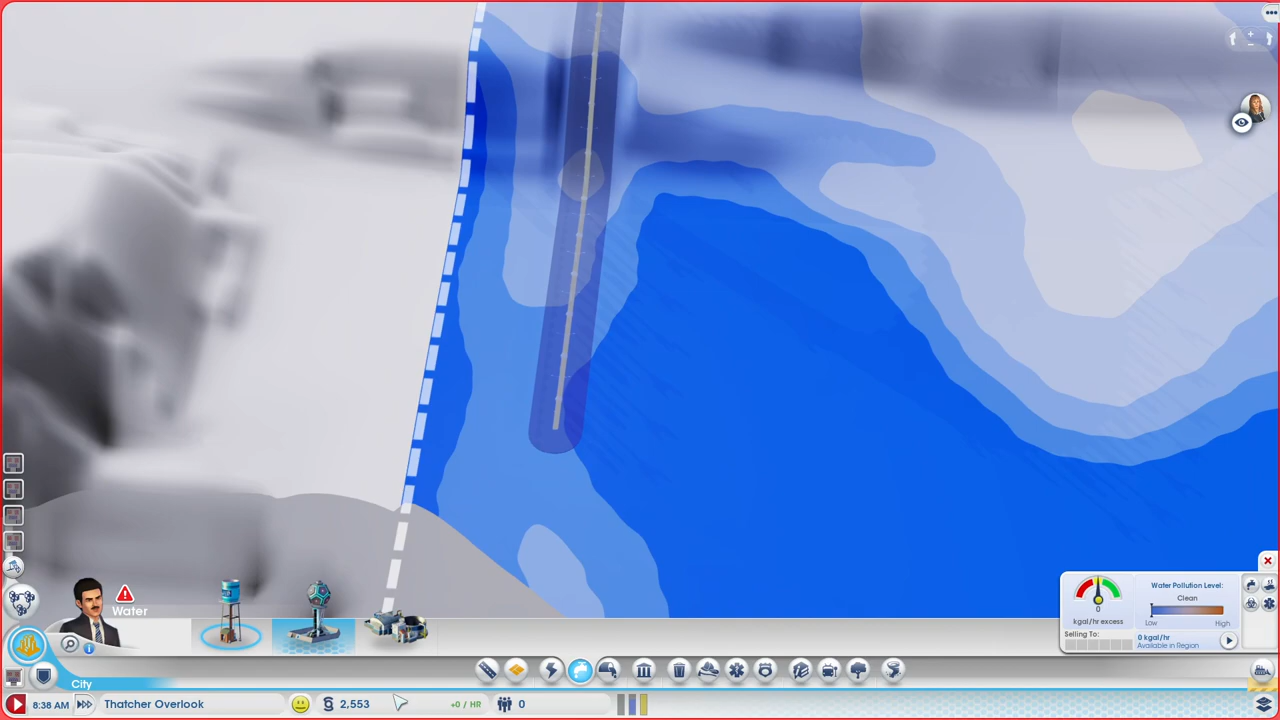 Water
Water Pollution Level:
Clean
Low High
0
kgal/hr excess
Selling To:
0 kgal/hr
Available in Region
City
8:38 AM Thatcher Overlook 2,553 +0 / HR 0